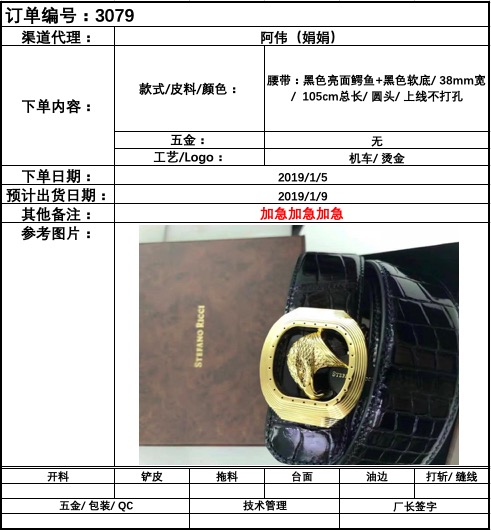 订单编号：3079
渠道代理： 阿伟（娟娟）
下单内容：
款式/皮料/颜色：
腰带：黑色亮面鳄鱼+黑色软底/ 38mm宽
/ 105cm总长/ 圆头/ 上线不打孔
五金： 无
工艺/Logo： 机车/ 烫金
下单日期： 2019/1/5
预计出货日期： 2019/1/9
其他备注： 加急加急加急
参考图片：
STEFANO RICCI
开料 铲皮 拖料 台面 油边 打斩/ 缝线
五金/ 包装/ QC 技术管理 厂长签字